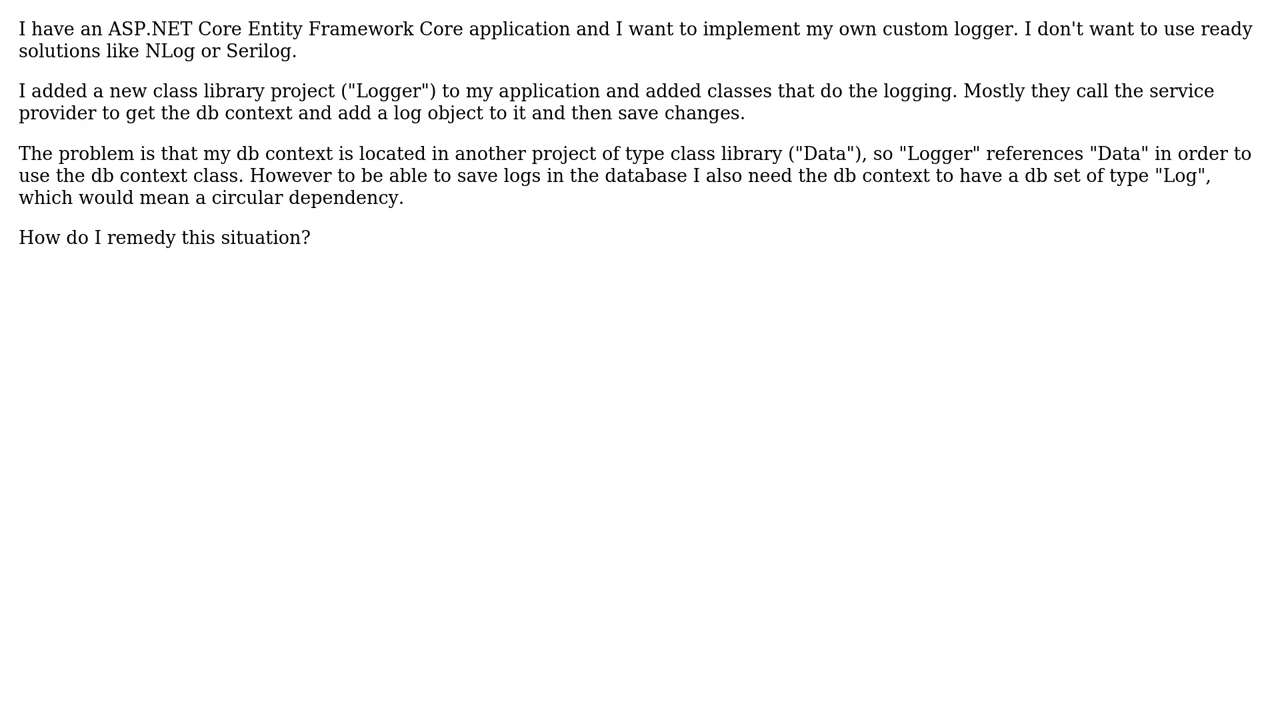 I have an ASP.NET Core Entity Framework Core application and I want to implement my own custom logger. I don't want to use ready
solutions like NLog or Serilog.
I added a new class library project ("Logger") to my application and added classes that do the logging. Mostly they call the service
provider to get the db context and add a log object to it and then save changes.
The problem is that my db context is located in another project of type class library ("Data"), so "Logger" references "Data" in order to
use the db context class. However to be able to save logs in the database I also need the db context to have a db set of type "Log",
which would mean a circular dependency.
How do I remedy this situation?